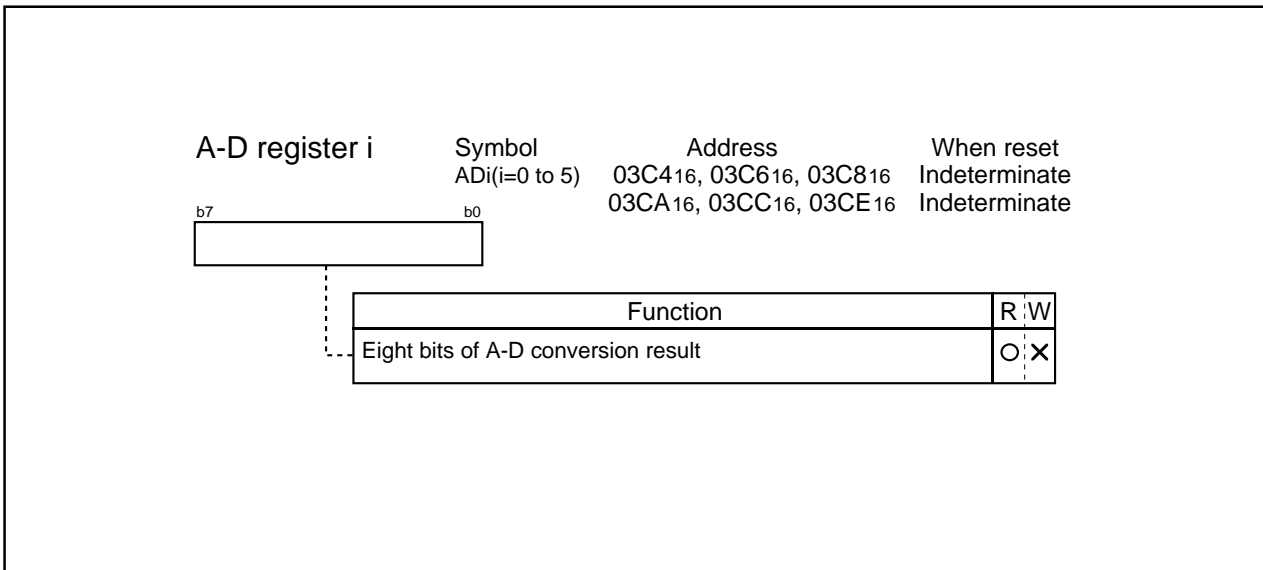 A-D register i Symbol Address When reset
ADi(i=0 to 5) 03C416, 03C616, 03C816 Indeterminate
03CA16, 03CC16, 03CE16 Indeterminate
b7 b0
Function R W
Eight bits of A-D conversion result ○ ×